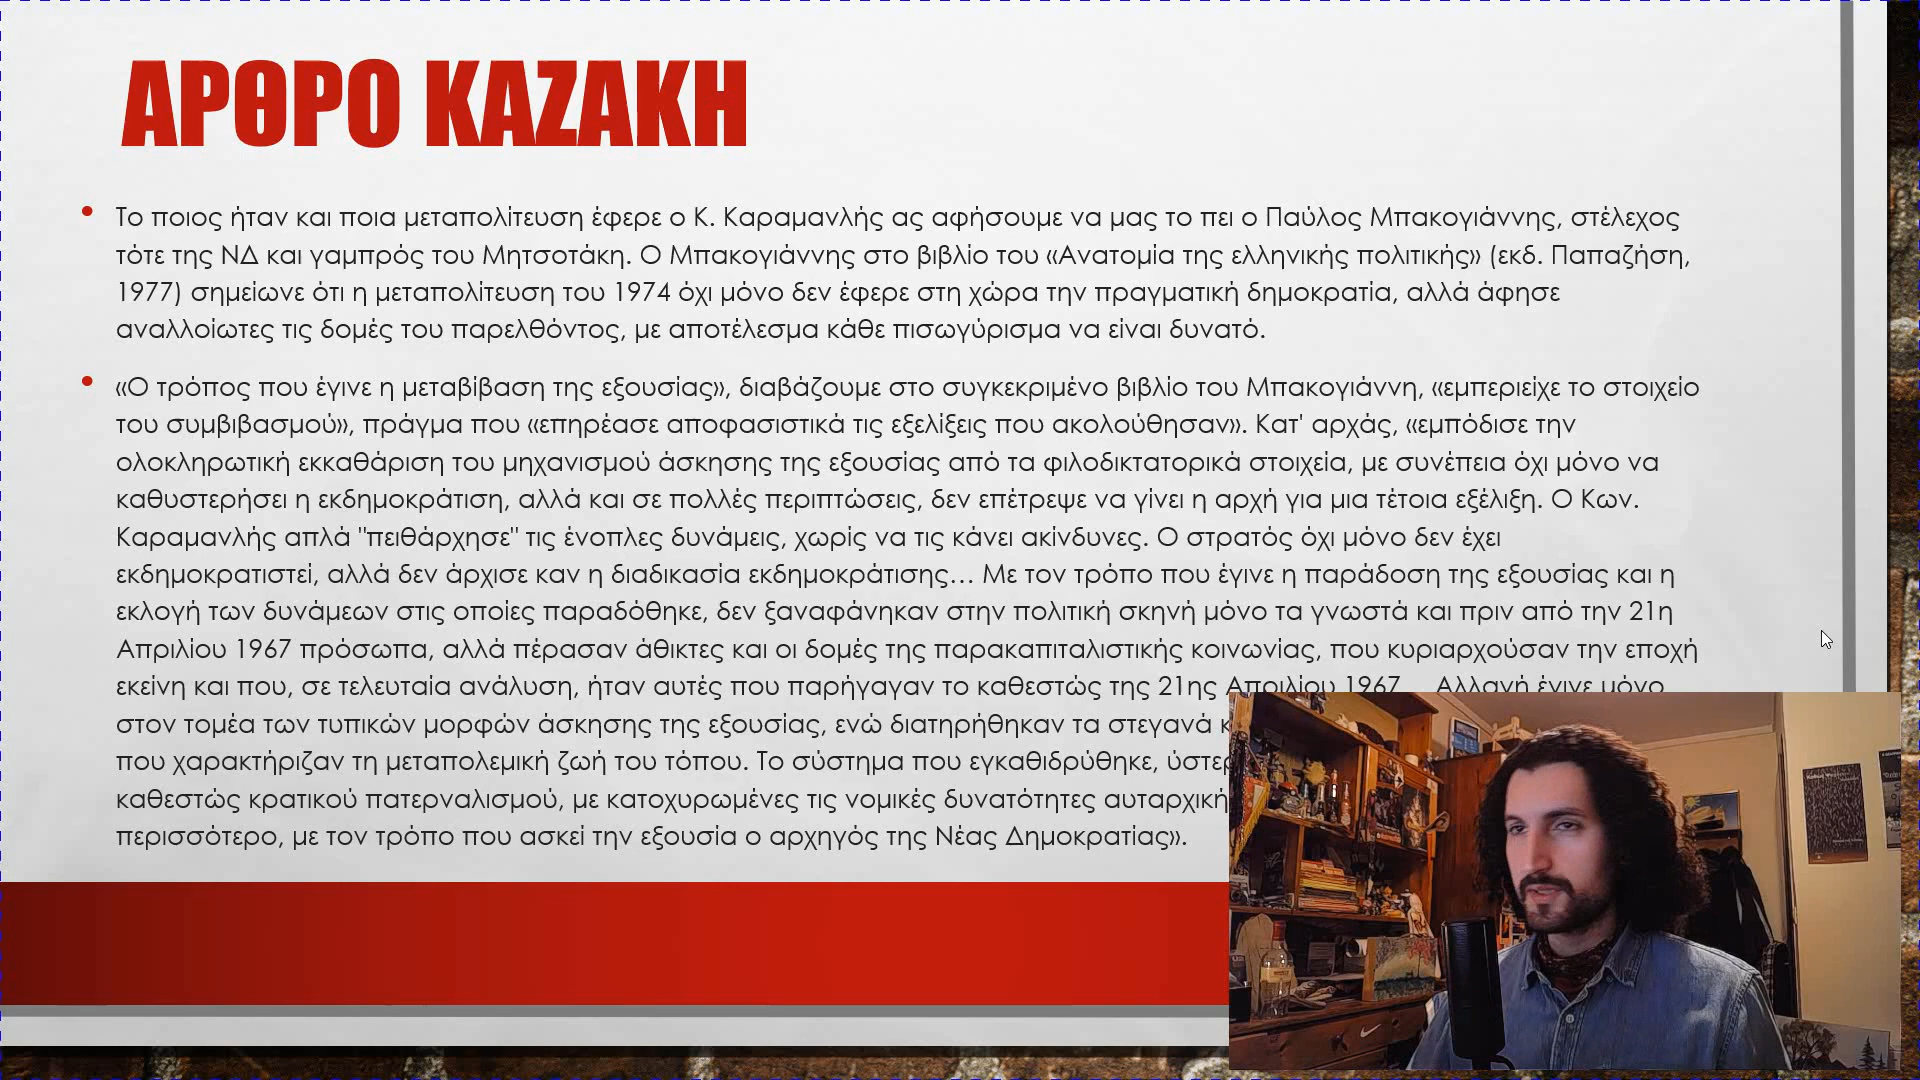 ΑΡΘΡΟ ΚΑΖΑΚΗ
• Το ποιος ήταν και ποια μεταπολίτευση έφερε ο Κ. Καραμανλής ας αφήσουμε να μας το πει ο Παύλος Μπακογιάννης, στέλεχος
τότε της ΝΔ και γαμπρός του Μητσοτάκη. Ο Μπακογιάννης στο βιβλίο του «Ανατομία της ελληνικής πολιτικής» (εκδ. Παπαζήση,
1977) σημείωνε ότι η μεταπολίτευση του 1974 όχι μόνο δεν έφερε στη χώρα την πραγματική δημοκρατία, αλλά άφησε
αναλλοίωτες τις δομές του παρελθόντος, με αποτέλεσμα κάθε πισωγύρισμα να είναι δυνατό.
• «Ο τρόπος που έγινε η μεταβίβαση της εξουσίας», διαβάζουμε στο συγκεκριμένο βιβλίο του Μπακογιάννη, «εμπεριείχε το στοιχείο
του συμβιβασμού», πράγμα που «επηρέασε αποφασιστικά τις εξελίξεις που ακολούθησαν». Κατ' αρχάς, «εμπόδισε την
ολοκληρωτική εκκαθάριση του μηχανισμού άσκησης της εξουσίας από τα φιλοδικτατορικά στοιχεία, με συνέπεια όχι μόνο να
καθυστερήσει η εκδημοκράτιση, αλλά και σε πολλές περιπτώσεις, δεν επέτρεψε να γίνει η αρχή για μια τέτοια εξέλιξη. Ο Κων.
Καραμανλής απλά "πειθάρχησε" τις ένοπλες δυνάμεις, χωρίς να τις κάνει ακίνδυνες. Ο στρατός όχι μόνο δεν έχει
εκδημοκρατιστεί, αλλά δεν άρχισε καν η διαδικασία εκδημοκράτισης… Με τον τρόπο που έγινε η παράδοση της εξουσίας και η
εκλογή των δυνάμεων στις οποίες παραδόθηκε, δεν ξαναφάνηκαν στην πολιτική σκηνή μόνο τα γνωστά και πριν από την 21η
Απριλίου 1967 πρόσωπα, αλλά πέρασαν άθικτες και οι δομές της παρακαπιταλιστικής κοινωνίας, που κυριαρχούσαν την εποχή
εκείνη και που, σε τελευταία ανάλυση, ήταν αυτές που παρήγαγαν το καθεστώς της 21ης Απριλίου 1967… Αλλαγή έγινε μόνο
στον τομέα των τυπικών μορφών άσκησης της εξουσίας, ενώ διατηρήθηκαν τα στεγανά
που χαρακτήριζαν τη μεταπολεμική ζωή του τόπου. Το σύστημα που εγκαθιδρύθηκε,
καθεστώς κρατικού πατερναλισμού, με κατοχυρωμένες τις νομικές δυνατότητες
περισσότερο, με τον τρόπο που ασκεί την εξουσία ο αρχηγός της Νέας Δημοκρατίας».